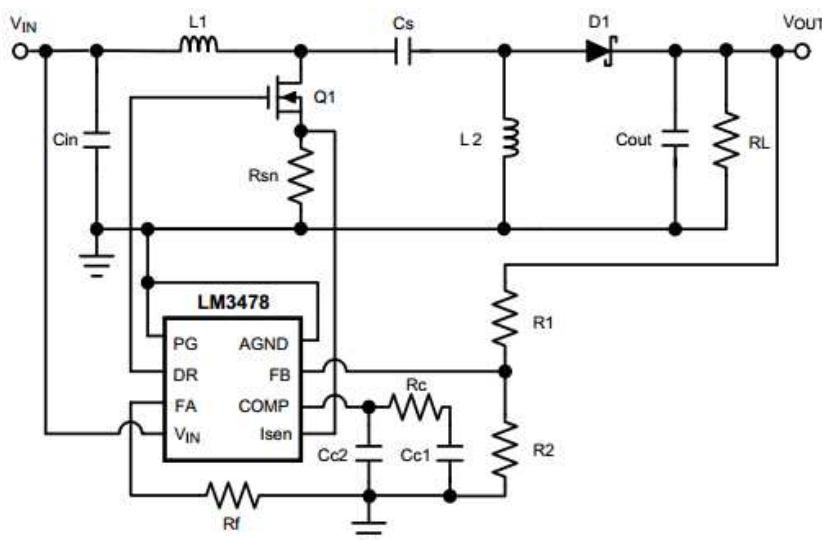 VIN L1 Cs D1 VOUT
Q1
Cin L2 Cout RL
Rsn
LM3478
R1
PG AGND
DR FB
FA COMP Rc
VIN Isen
Cc2 Cc1 R2
Rf